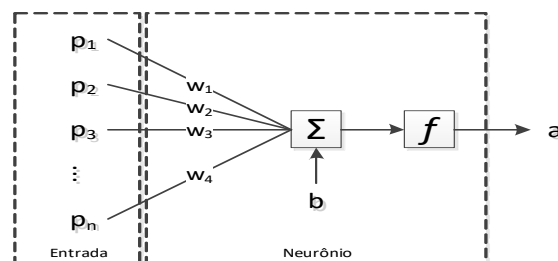 p₁
w₁
p₂
w₂
p₃ w₃ Σ f a
...
w₄
b
pₙ
Entrada Neurônio